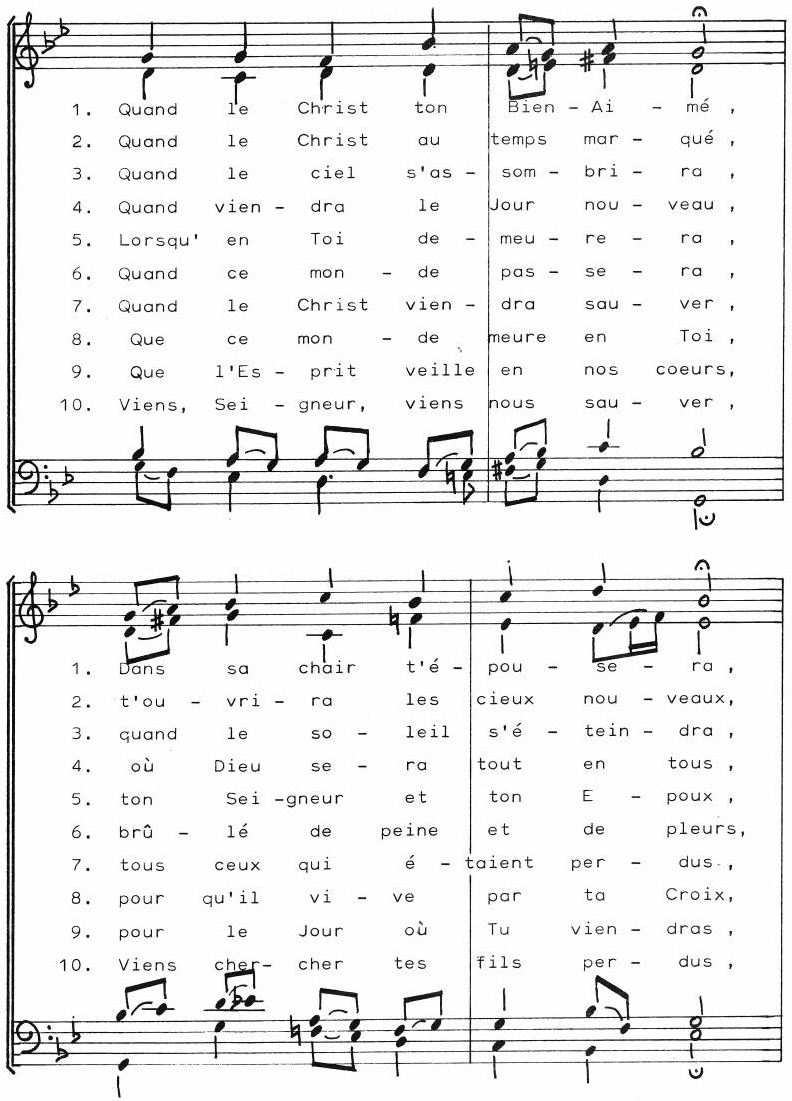 1. Quand le Christ ton Bien - Ai - mé ,
2. Quand le Christ au temps mar - qué ,
3. Quand le ciel s'as - som - bri - ra ,
4. Quand vien - dra le Jour nou - veau ,
5. Lorsqu' en Toi de - meu - re - ra ,
6. Quand ce mon - de pas - se - ra ,
7. Quand le Christ vien - dra sau - ver ,
8. Que ce mon - de meure en Toi ,
9. Que l'Es - prit veille en nos coeurs,
10. Viens, Sei - gneur, viens nous sau - ver ,
1. Dans sa chair t'é - pou - se - ra ,
2. t'ou - vri - ra les cieux nou - veaux,
3. quand le so - leil s'é - tein - dra ,
4. où Dieu se - ra tout en tous ,
5. ton Sei -gneur et ton E - poux ,
6. brû - lé de peine et de pleurs,
7. tous ceux qui é - taient per - dus ,
8. pour qu'il vi - ve par ta Croix,
9. pour le Jour où Tu vien - dras ,
10. Viens cher- cher tes fils per - dus ,